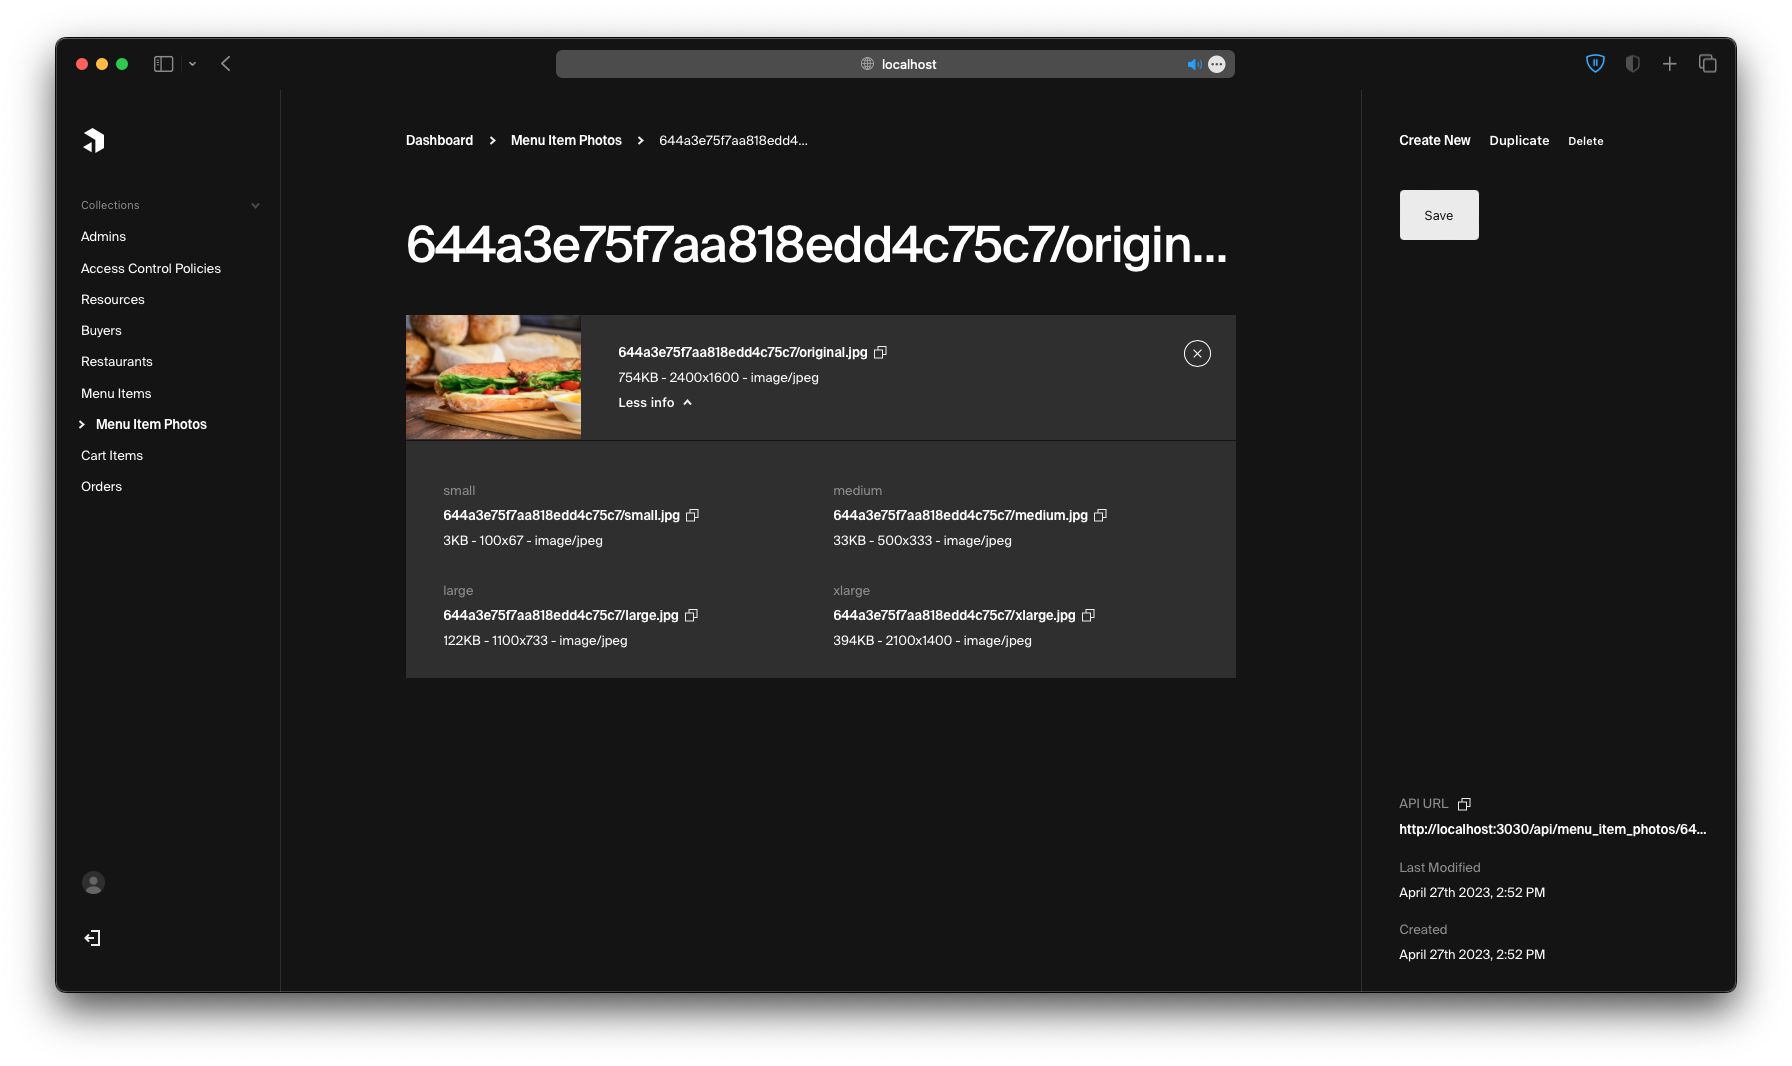 localhost
Dashboard
Menu Item Photos
644a3e75f7aa818edd4...
Create New
Duplicate
Delete
Collections
Admins
Access Control Policies
Resources
Buyers
Restaurants
Menu Items
Menu Item Photos
Cart Items
Orders
644a3e75f7aa818edd4c75c7/origin...
Save
644a3e75f7aa818edd4c75c7/original.jpg
754KB - 2400x1600 - image/jpeg
Less info
small
644a3e75f7aa818edd4c75c7/small.jpg
3KB - 100x67 - image/jpeg
medium
644a3e75f7aa818edd4c75c7/medium.jpg
33KB - 500x333 - image/jpeg
large
644a3e75f7aa818edd4c75c7/large.jpg
122KB - 1100x733 - image/jpeg
xlarge
644a3e75f7aa818edd4c75c7/xlarge.jpg
394KB - 2100x1400 - image/jpeg
API URL
http://localhost:3030/api/menu_item_photos/64...
Last Modified
April 27th 2023, 2:52 PM
Created
April 27th 2023, 2:52 PM